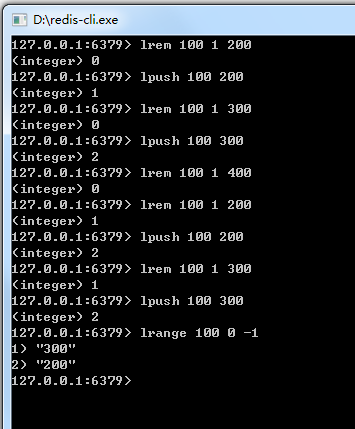 D:\redis-cli.exe
127.0.0.1:6379> lrem 100 1 200
(integer) 0
127.0.0.1:6379> lpush 100 200
(integer) 1
127.0.0.1:6379> lrem 100 1 300
(integer) 0
127.0.0.1:6379> lpush 100 300
(integer) 2
127.0.0.1:6379> lrem 100 1 400
(integer) 0
127.0.0.1:6379> lrem 100 1 200
(integer) 1
127.0.0.1:6379> lpush 100 200
(integer) 2
127.0.0.1:6379> lrem 100 1 300
(integer) 1
127.0.0.1:6379> lpush 100 300
(integer) 2
127.0.0.1:6379> lrange 100 0 -1
1) "300"
2) "200"
127.0.0.1:6379>